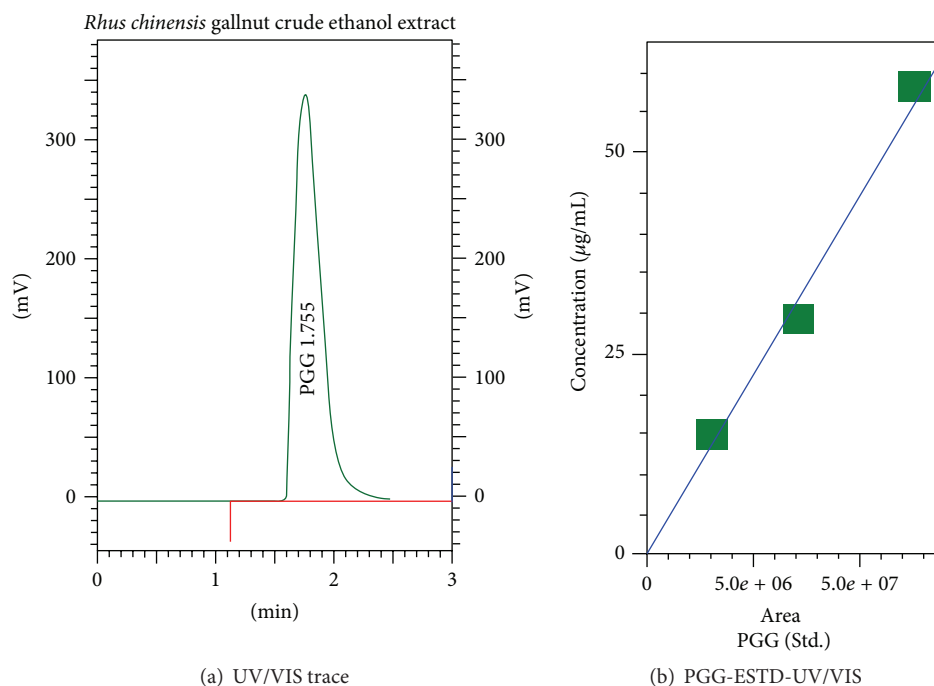 Rhus chinensis gallnut crude ethanol extract
300
200
100
0
(mV)
PGG 1.755
300
200
100
0
(mV)
0 1 2 3
(min)
(a) UV/VIS trace
50
25
0
Concentration (μg/mL)
0 5.0e + 06 5.0e + 07
Area
PGG (Std.)
(b) PGG-ESTD-UV/VIS